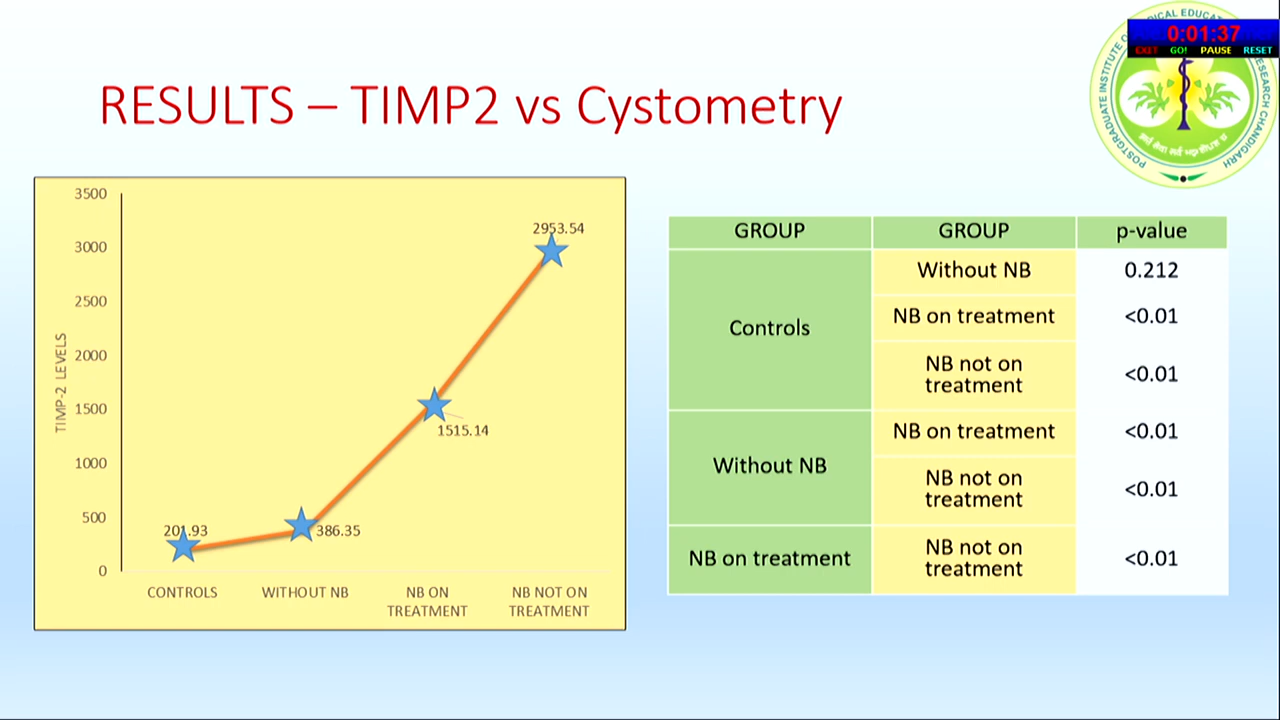 RESULTS – TIMP2 vs Cystometry
0:01:37
EXIT GO! PAUSE RESET
POSTGRADUATE INSTITUTE
RESEARCH CHANDIGARH
3500
3000
2500
2000
1500
1000
500
0
TIMP-2 LEVELS
201.93
386.35
1515.14
2953.54
CONTROLS
WITHOUT NB
NB ON
TREATMENT
NB NOT ON
TREATMENT
GROUP GROUP p-value
Controls
Without NB 0.212
NB on treatment <0.01
NB not on
treatment <0.01
Without NB
NB on treatment <0.01
NB not on
treatment <0.01
NB on treatment
NB not on
treatment <0.01